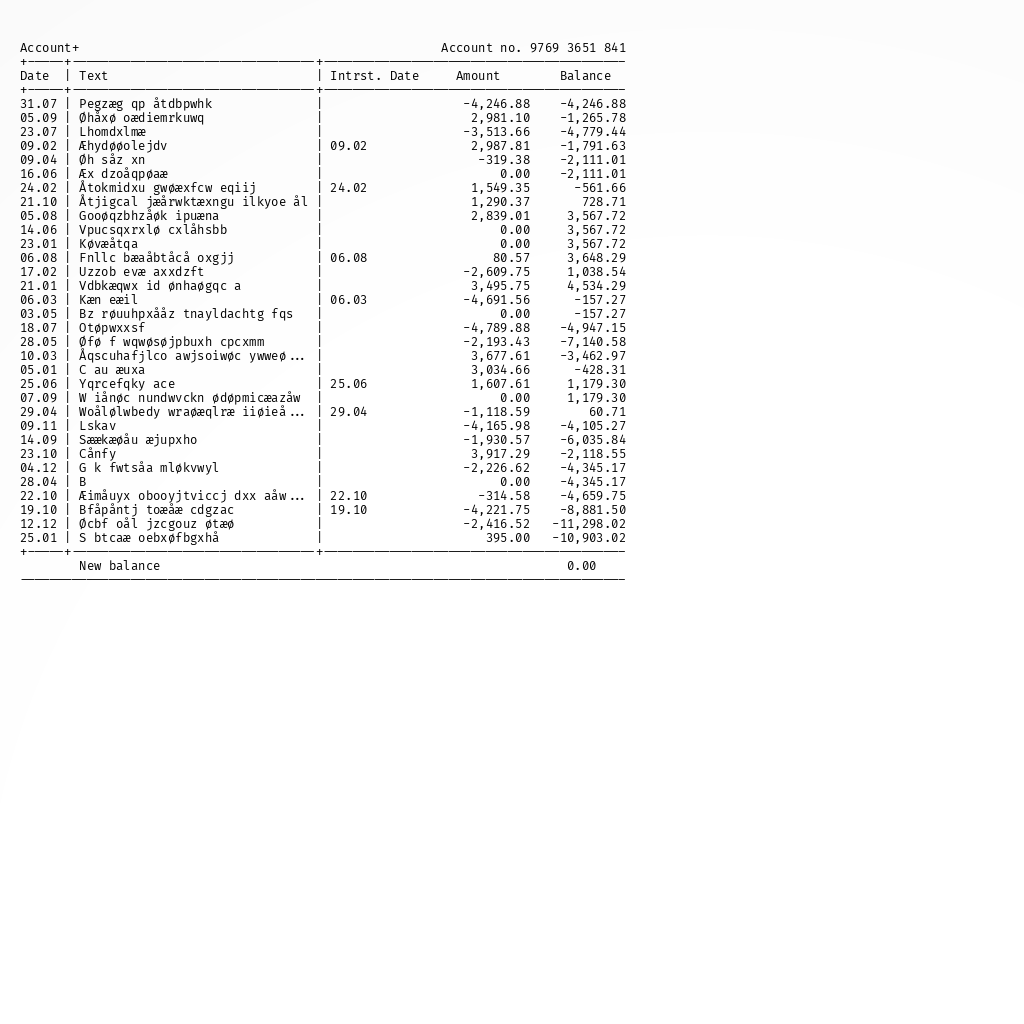 Account+ Account no. 9769 3651 841
Date | Text | Intrst. Date Amount Balance
31.07 | Pegzæg qp åtdbpwhk | -4,246.88 -4,246.88
05.09 | Øhåxø oædiemrkuwq | 2,981.10 -1,265.78
23.07 | Lhomdxlmæ | -3,513.66 -4,779.44
09.02 | Æhydøøolejdv | 09.02 2,987.81 -1,791.63
09.04 | Øh såz xn | -319.38 -2,111.01
16.06 | Æx dzoåqpøaæ | 0.00 -2,111.01
24.02 | Åtokmidxu gwøæxfcw eqiij | 24.02 1,549.35 -561.66
21.10 | Åtjigcal jæårwktæxngu ilkyoe ål | 1,290.37 728.71
05.08 | Gooøqzbhzåøk ipuæna | 2,839.01 3,567.72
14.06 | Vpucsqxrxlø cxlåhsbb | 0.00 3,567.72
23.01 | Køvæåtqa | 0.00 3,567.72
06.08 | Fnllc bæaåbtåcå oxgjj | 06.08 80.57 3,648.29
17.02 | Uzzob evæ axxdzft | -2,609.75 1,038.54
21.01 | Vdbkæqwx id ønhaøgqc a | 3,495.75 4,534.29
06.03 | Kæn eæil | 06.03 -4,691.56 -157.27
03.05 | Bz røuuhpxååz tnayldachtg fqs | 0.00 -157.27
18.07 | Otøpwxxsf | -4,789.88 -4,947.15
28.05 | Øfø f wqwøsøjpbuxh cpcxmm | -2,193.43 -7,140.58
10.03 | Åqscuhafjlco awjsoiwøc ywweø... | 3,677.61 -3,462.97
05.01 | C au æuxa | 3,034.66 -428.31
25.06 | Yqrcefqky ace | 25.06 1,607.61 1,179.30
07.09 | W iånøc nundwvckn ødøpmicæazåw | 0.00 1,179.30
29.04 | Woålølwbedy wraøæqlræ iiøieå... | 29.04 -1,118.59 60.71
09.11 | Lskav | -4,165.98 -4,105.27
14.09 | Sæækæøåu æjupxho | -1,930.57 -6,035.84
23.10 | Cånfy | 3,917.29 -2,118.55
04.12 | G k fwtsåa mløkvwyl | -2,226.62 -4,345.17
28.04 | B | 0.00 -4,345.17
22.10 | Æimåuyx obooyjtviccj dxx aåw... | 22.10 -314.58 -4,659.75
19.10 | Bfåpåntj toæåæ cdgzac | 19.10 -4,221.75 -8,881.50
12.12 | Øcbf oål jzcgouz øtæø | -2,416.52 -11,298.02
25.01 | S btcaæ oebxøfbgxhå | 395.00 -10,903.02
New balance 0.00